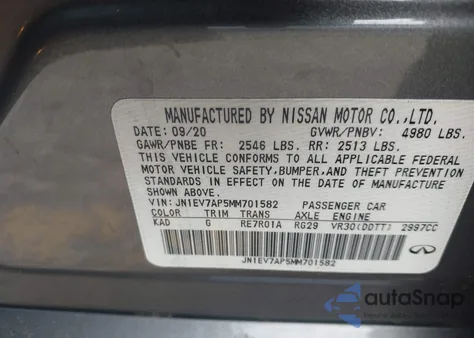 MANUFACTURED BY NISSAN MOTOR CO.,LTD.
DATE: 09/20 GVWR/PNBV: 4980 LBS.
GAWR/PNBE FR: 2546 LBS. RR: 2513 LBS.
THIS VEHICLE CONFORMS TO ALL APPLICABLE FEDERAL
MOTOR VEHICLE SAFETY,BUMPER,AND THEFT PREVENTION
STANDARDS IN EFFECT ON THE DATE OF MANUFACTURE
SHOWN ABOVE.
VIN: JN1EV7AP5MM701582 PASSENGER CAR
COLOR TRIM TRANS AXLE ENGINE
KAD G RE7R01A RG29 VR30(DDTT) 2997CC
JN1EV7AP5MM701582
autoSnap